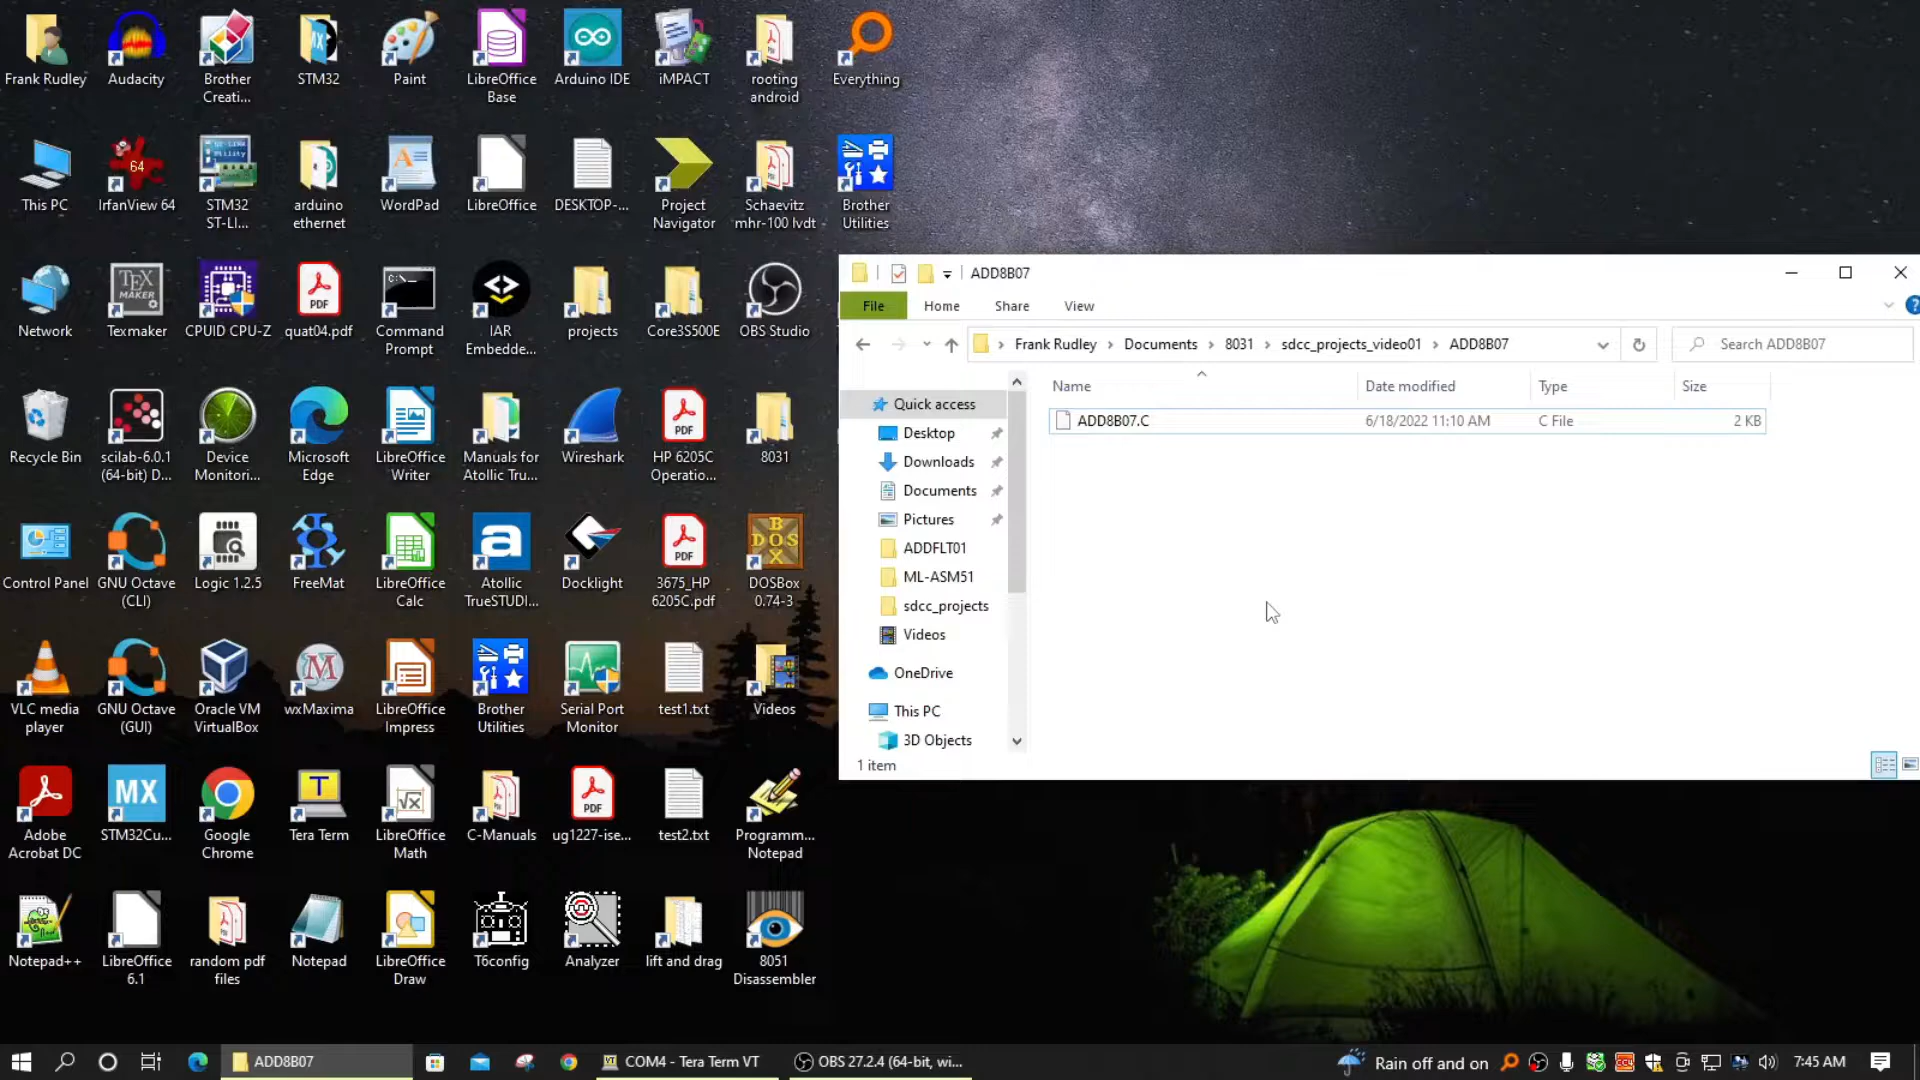 Frank Rudley
Audacity
Brother
Creati...
STM32
Paint
LibreOffice
Base
Arduino IDE
iMPACT
rooting
android
Everything
This PC
IrfanView 64
STM32
ST-LI...
arduino
ethernet
WordPad
LibreOffice
DESKTOP-...
Project
Navigator
Schaevitz
mhr-100 lvdt
Brother
Utilities
Network
Texmaker
CPUID CPU-Z
quat04.pdf
Command
Prompt
IAR
Embedde...
projects
Core3S500E
OBS Studio
Recycle Bin
scilab-6.0.1
(64-bit) D...
Device
Monitori...
Microsoft
Edge
LibreOffice
Writer
Manuals for
Atollic Tru...
Wireshark
HP 6205C
Operatio...
8031
Control Panel
GNU Octave
(CLI)
Logic 1.2.5
FreeMat
LibreOffice
Calc
Atollic
TrueSTUDI...
Docklight
3675_HP
6205C.pdf
DOSBox
0.74-3
VLC media
player
GNU Octave
(GUI)
Oracle VM
VirtualBox
wxMaxima
LibreOffice
Impress
Brother
Utilities
Serial Port
Monitor
test1.txt
Videos
Adobe
Acrobat DC
STM32Cu...
Google
Chrome
Tera Term
LibreOffice
Math
C-Manuals
ug1227-ise...
test2.txt
Programm...
Notepad
Notepad++
LibreOffice
6.1
random pdf
files
Notepad
LibreOffice
Draw
T6config
Analyzer
lift and drag
8051
Disassembler
ADD8B07
File Home Share View
Frank Rudley Documents 8031 sdcc_projects_video01 ADD8B07 Search ADD8B07
Name Date modified Type Size
ADD8B07.C 6/18/2022 11:10 AM C File 2 KB
Quick access
Desktop
Downloads
Documents
Pictures
ADDFLT01
ML-ASM51
sdcc_projects
Videos
OneDrive
This PC
3D Objects
1 item
ADD8B07 COM4 - Tera Term VT OBS 27.2.4 (64-bit, wi... Rain off and on 7:45 AM